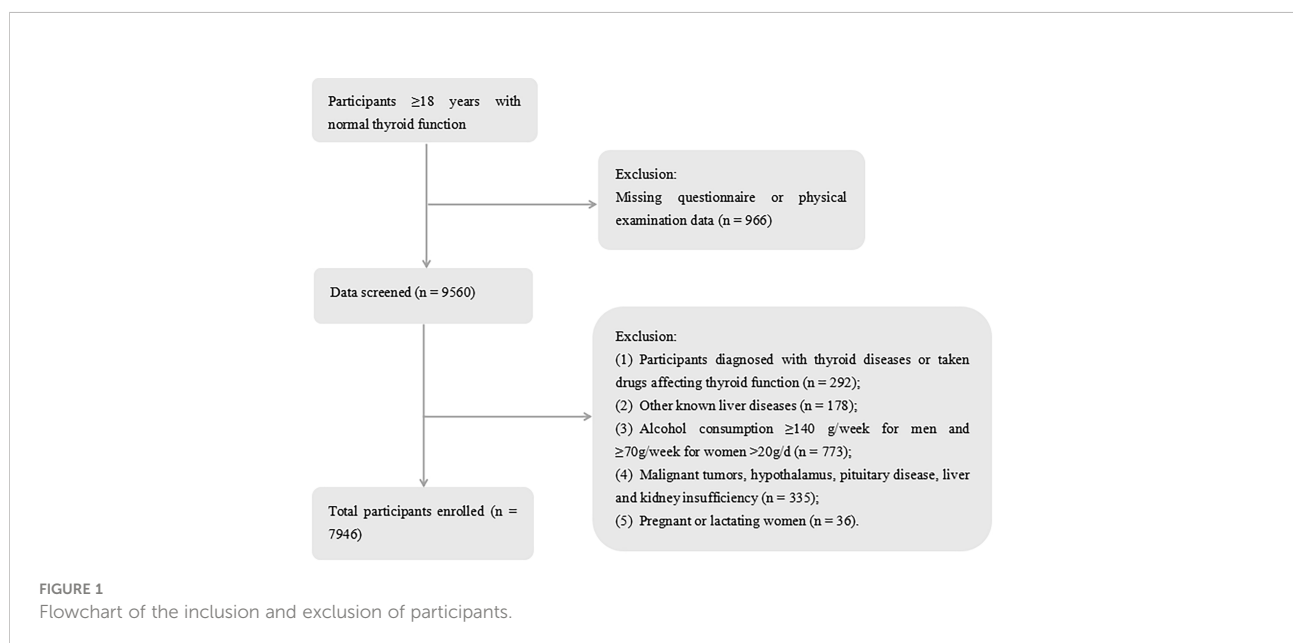 Participants ≥18 years with
normal thyroid function
Exclusion:
Missing questionnaire or physical
examination data (n = 966)
Data screened (n = 9560)
Exclusion:
(1) Participants diagnosed with thyroid diseases or taken
drugs affecting thyroid function (n = 292);
(2) Other known liver diseases (n = 178);
(3) Alcohol consumption ≥140 g/week for men and
≥70g/week for women >20g/d (n = 773);
(4) Malignant tumors, hypothalamus, pituitary disease, liver
and kidney insufficiency (n = 335);
(5) Pregnant or lactating women (n = 36).
Total participants enrolled (n =
7946)
FIGURE 1
Flowchart of the inclusion and exclusion of participants.